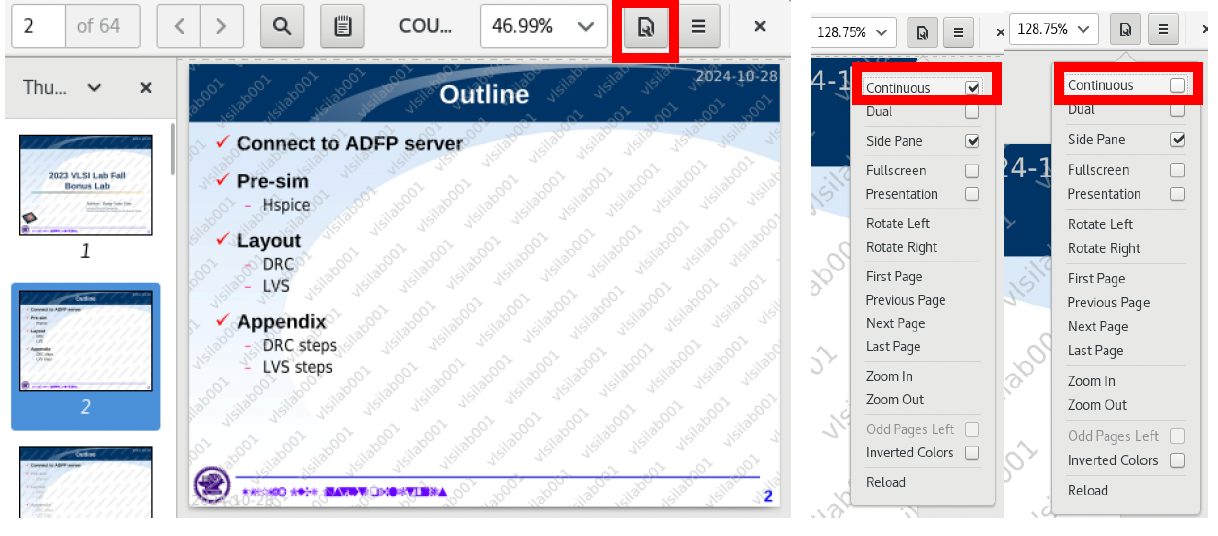 2 of 64 COU... 46.99%
Thu...
2023 VLSI Lab Fall
Bonus Lab
1
Outline
2
2024-10-28
Outline
✓ Connect to ADFP server
✓ Pre-sim
- Hspice
✓ Layout
- DRC
- LVS
✓ Appendix
- DRC steps
- LVS steps
2
2024-10-28
vlsilab001
128.75%
Continuous
Dual
Side Pane
Fullscreen
Presentation
Rotate Left
Rotate Right
First Page
Previous Page
Next Page
Last Page
Zoom In
Zoom Out
Odd Pages Left
Inverted Colors
Reload
128.75%
Continuous
Dual
Side Pane
Fullscreen
Presentation
Rotate Left
Rotate Right
First Page
Previous Page
Next Page
Last Page
Zoom In
Zoom Out
Odd Pages Left
Inverted Colors
Reload